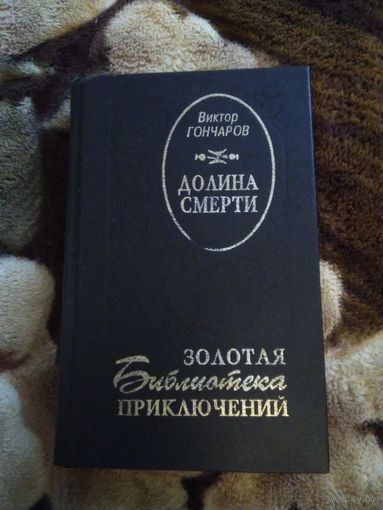 Виктор
ГОНЧАРОВ
ДОЛИНА
СМЕРТИ
ЗОЛОТАЯ
Библиотека
ПРИКЛЮЧЕНИЙ